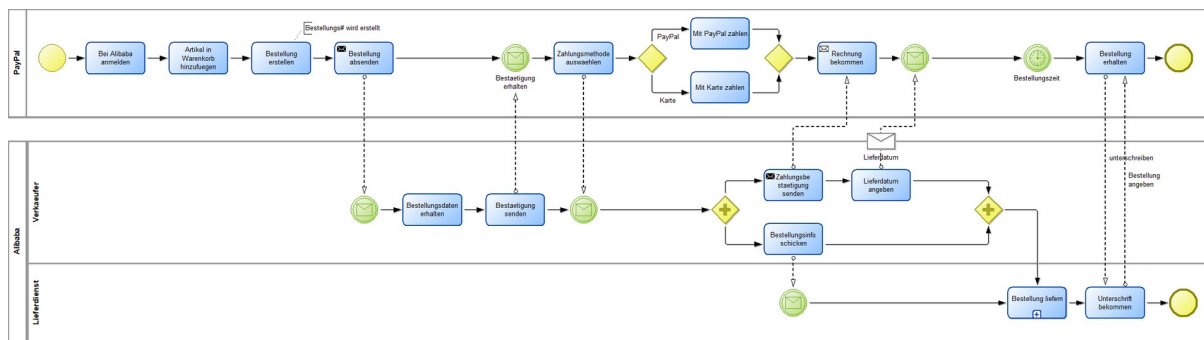 PayPal
Bei Alibaba
anmelden
Artikel in
Warenkorb
hinzufuegen
Bestellungs# wird erstellt
Bestellung
erstellen
Bestellung
absenden
Bestaetigung
erhalten
Zahlungsmethode
auswaehlen
PayPal
Karte
Mit PayPal zahlen
Mit Karte zahlen
Rechnung
bekommen
Bestellungszeit
Bestellung
erhalten
Alibaba
Verkaeufer
Bestellungsdaten
erhalten
Bestaetigung
senden
Zahlungsbe
staetigung
senden
Lieferdatum
Lieferdatum
angeben
Bestellungsinfo
schicken
unterschreiben
Bestellung
angeben
Lieferdienst
Bestellung liefern
Unterschrift
bekommen